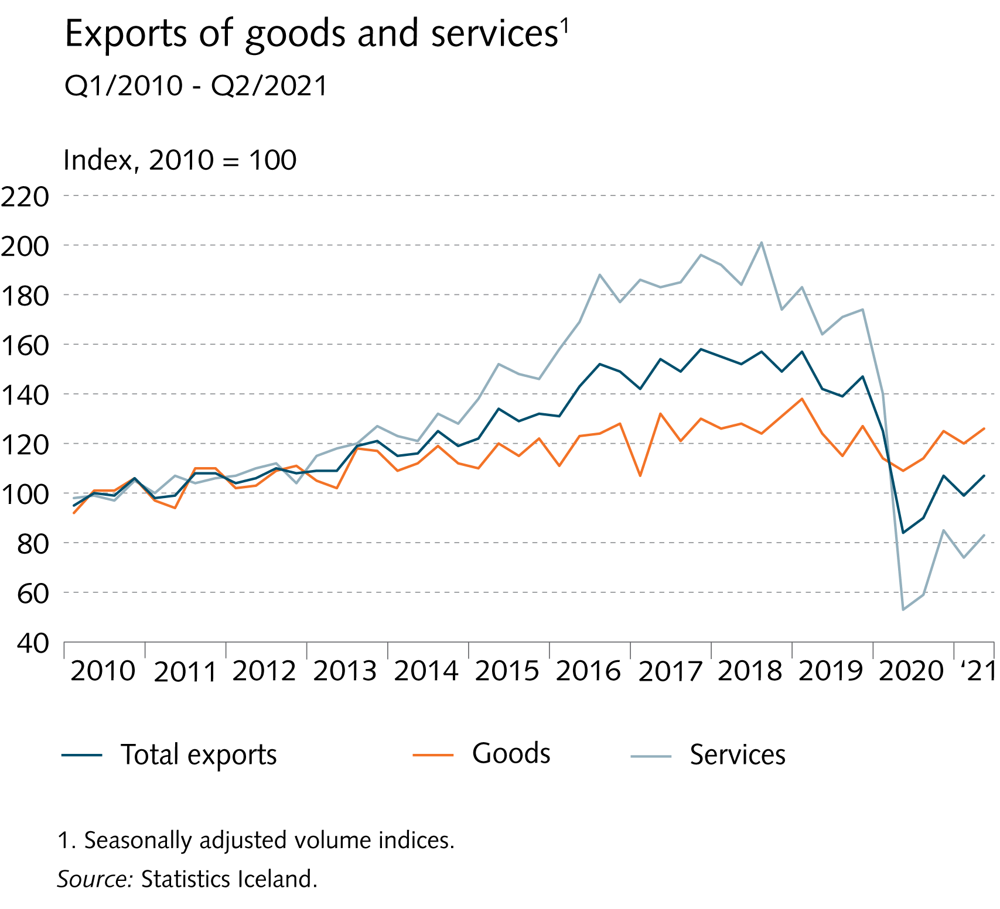 Exports of goods and services¹
Q1/2010 - Q2/2021
Index, 2010 = 100
220
200
180
160
140
120
100
80
60
40
2010 2011 2012 2013 2014 2015 2016 2017 2018 2019 2020 ‘21
Total exports Goods Services
1. Seasonally adjusted volume indices.
Source: Statistics Iceland.